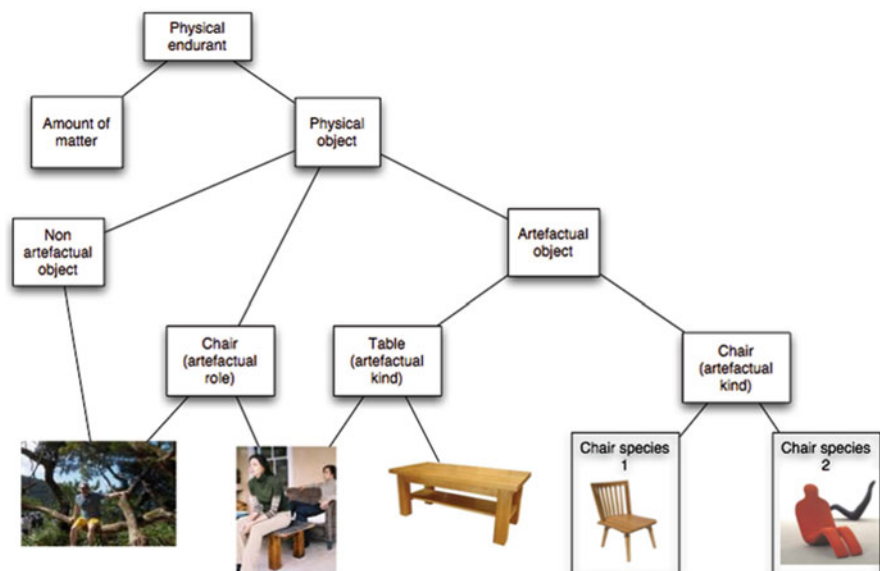 Physical
endurant
Amount of
matter
Physical
object
Non
artefactual
object
Artefactual
object
Chair
(artefactual
role)
Table
(artefactual
kind)
Chair
(artefactual
kind)
Chair species
1
Chair species
2